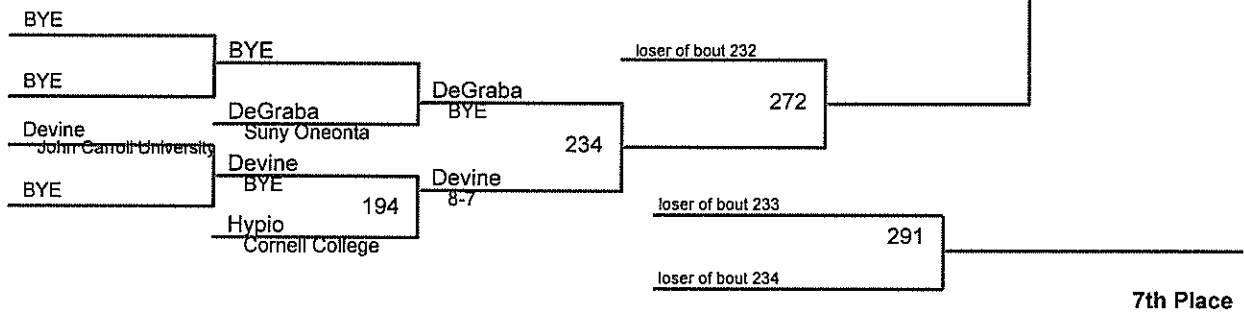 BYE
BYE
loser of bout 232
BYE
DeGraba
BYE
272
DeGraba
Suny Oneonta
Devine
John Carroll University
234
Devine
BYE
Devine
8-7
BYE
194
loser of bout 233
Hypio
Cornell College
291
loser of bout 234
7th Place